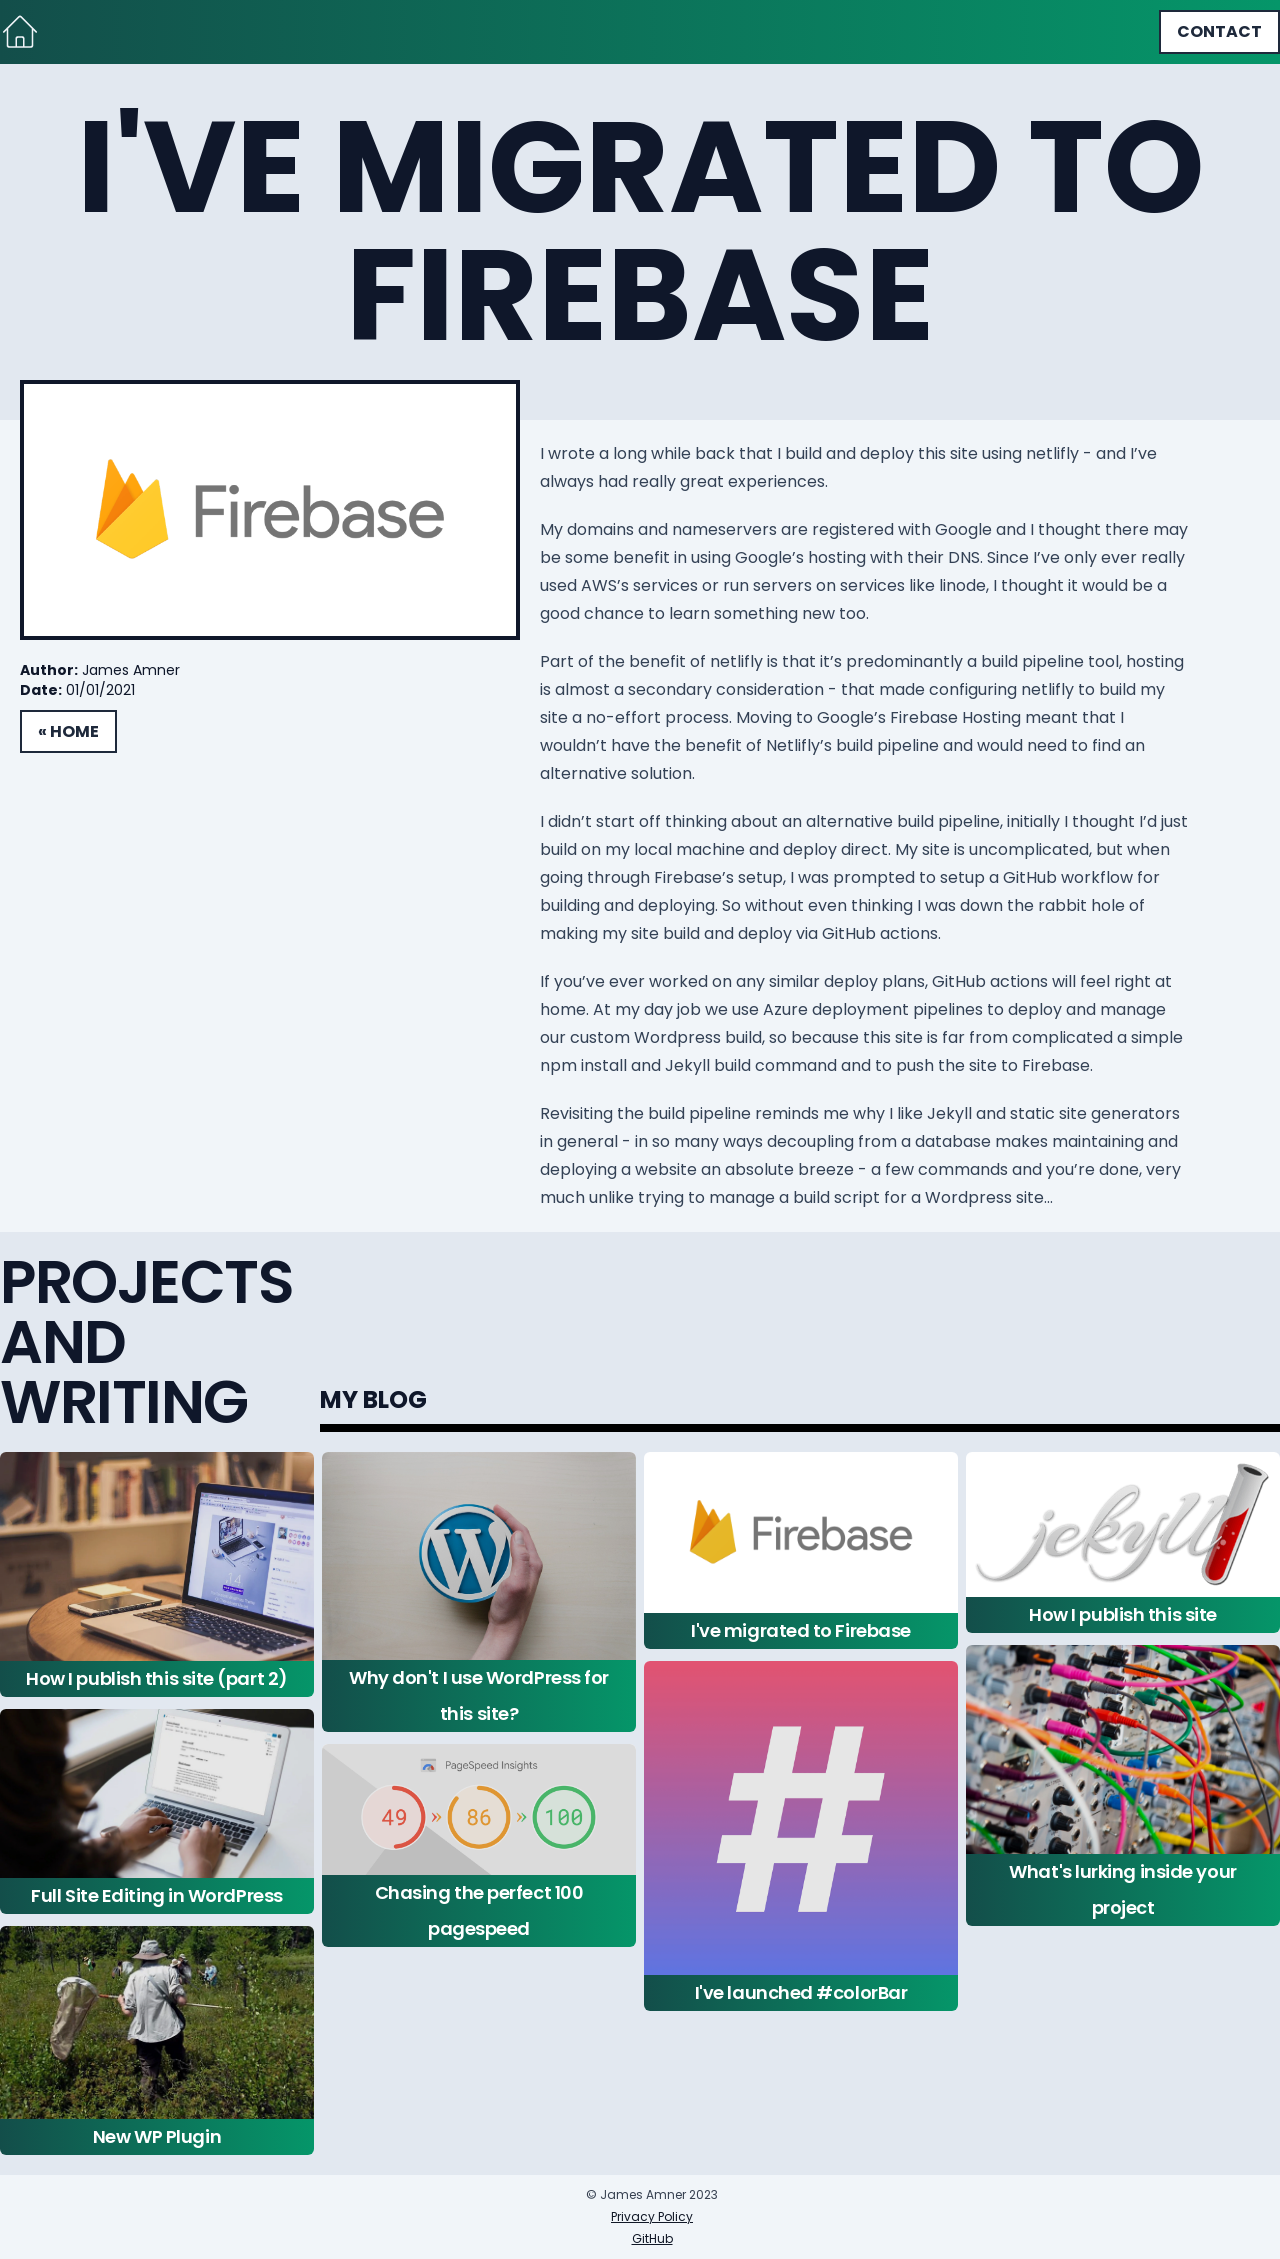 CONTACT
I'VE MIGRATED TO
FIREBASE
Firebase
Author: James Amner
Date: 01/01/2021
« HOME
I wrote a long while back that I build and deploy this site using netlifly - and I’ve
always had really great experiences.
My domains and nameservers are registered with Google and I thought there may
be some benefit in using Google’s hosting with their DNS. Since I’ve only ever really
used AWS’s services or run servers on services like linode, I thought it would be a
good chance to learn something new too.
Part of the benefit of netlifly is that it’s predominantly a build pipeline tool, hosting
is almost a secondary consideration - that made configuring netlifly to build my
site a no-effort process. Moving to Google’s Firebase Hosting meant that I
wouldn’t have the benefit of Netlifly’s build pipeline and would need to find an
alternative solution.
I didn’t start off thinking about an alternative build pipeline, initially I thought I’d just
build on my local machine and deploy direct. My site is uncomplicated, but when
going through Firebase’s setup, I was prompted to setup a GitHub workflow for
building and deploying. So without even thinking I was down the rabbit hole of
making my site build and deploy via GitHub actions.
If you’ve ever worked on any similar deploy plans, GitHub actions will feel right at
home. At my day job we use Azure deployment pipelines to deploy and manage
our custom Wordpress build, so because this site is far from complicated a simple
npm install and Jekyll build command and to push the site to Firebase.
Revisiting the build pipeline reminds me why I like Jekyll and static site generators
in general - in so many ways decoupling from a database makes maintaining and
deploying a website an absolute breeze - a few commands and you’re done, very
much unlike trying to manage a build script for a Wordpress site…
PROJECTS
AND
WRITING
MY BLOG
How I publish this site (part 2)
Full Site Editing in WordPress
New WP Plugin
W
Why don't I use WordPress for
this site?
PageSpeed Insights
49 » 86 » 100
Chasing the perfect 100
pagespeed
Firebase
I've migrated to Firebase
#
I've launched #colorBar
jekyll
How I publish this site
What's lurking inside your
project
© James Amner 2023
Privacy Policy
GitHub